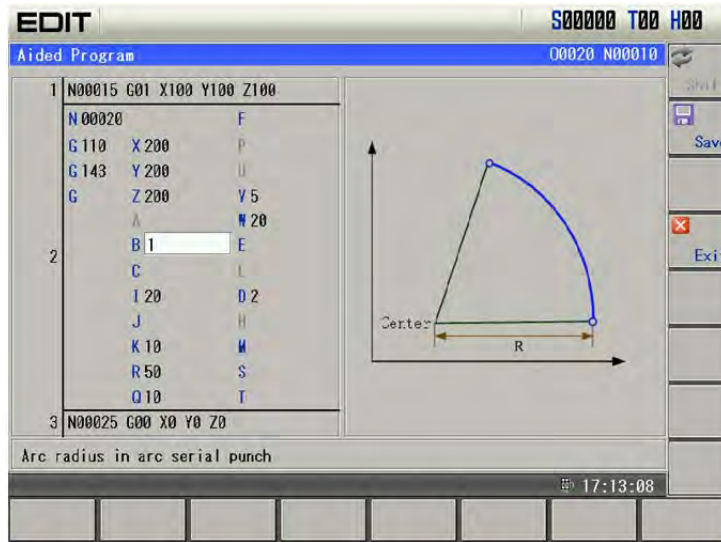 EDIT S00000 T00 H00
Aided Program O0020 N00010
Shift
Save
Exit
1 N00015 G01 X100 Y100 Z100
2
N 00020 F
G 110 X 200 P
G 143 Y 200 U
G Z 200 V 5
A W 20
B 1 E
C L
I 20 D 2
J H
K 10 M
R 50 S
Q 10 T
3 N00025 G00 X0 Y0 Z0
Center
R
Arc radius in arc serial punch
17:13:08